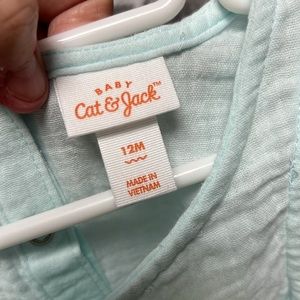 BABY
Cat & Jack™
12M
MADE IN
VIETNAM